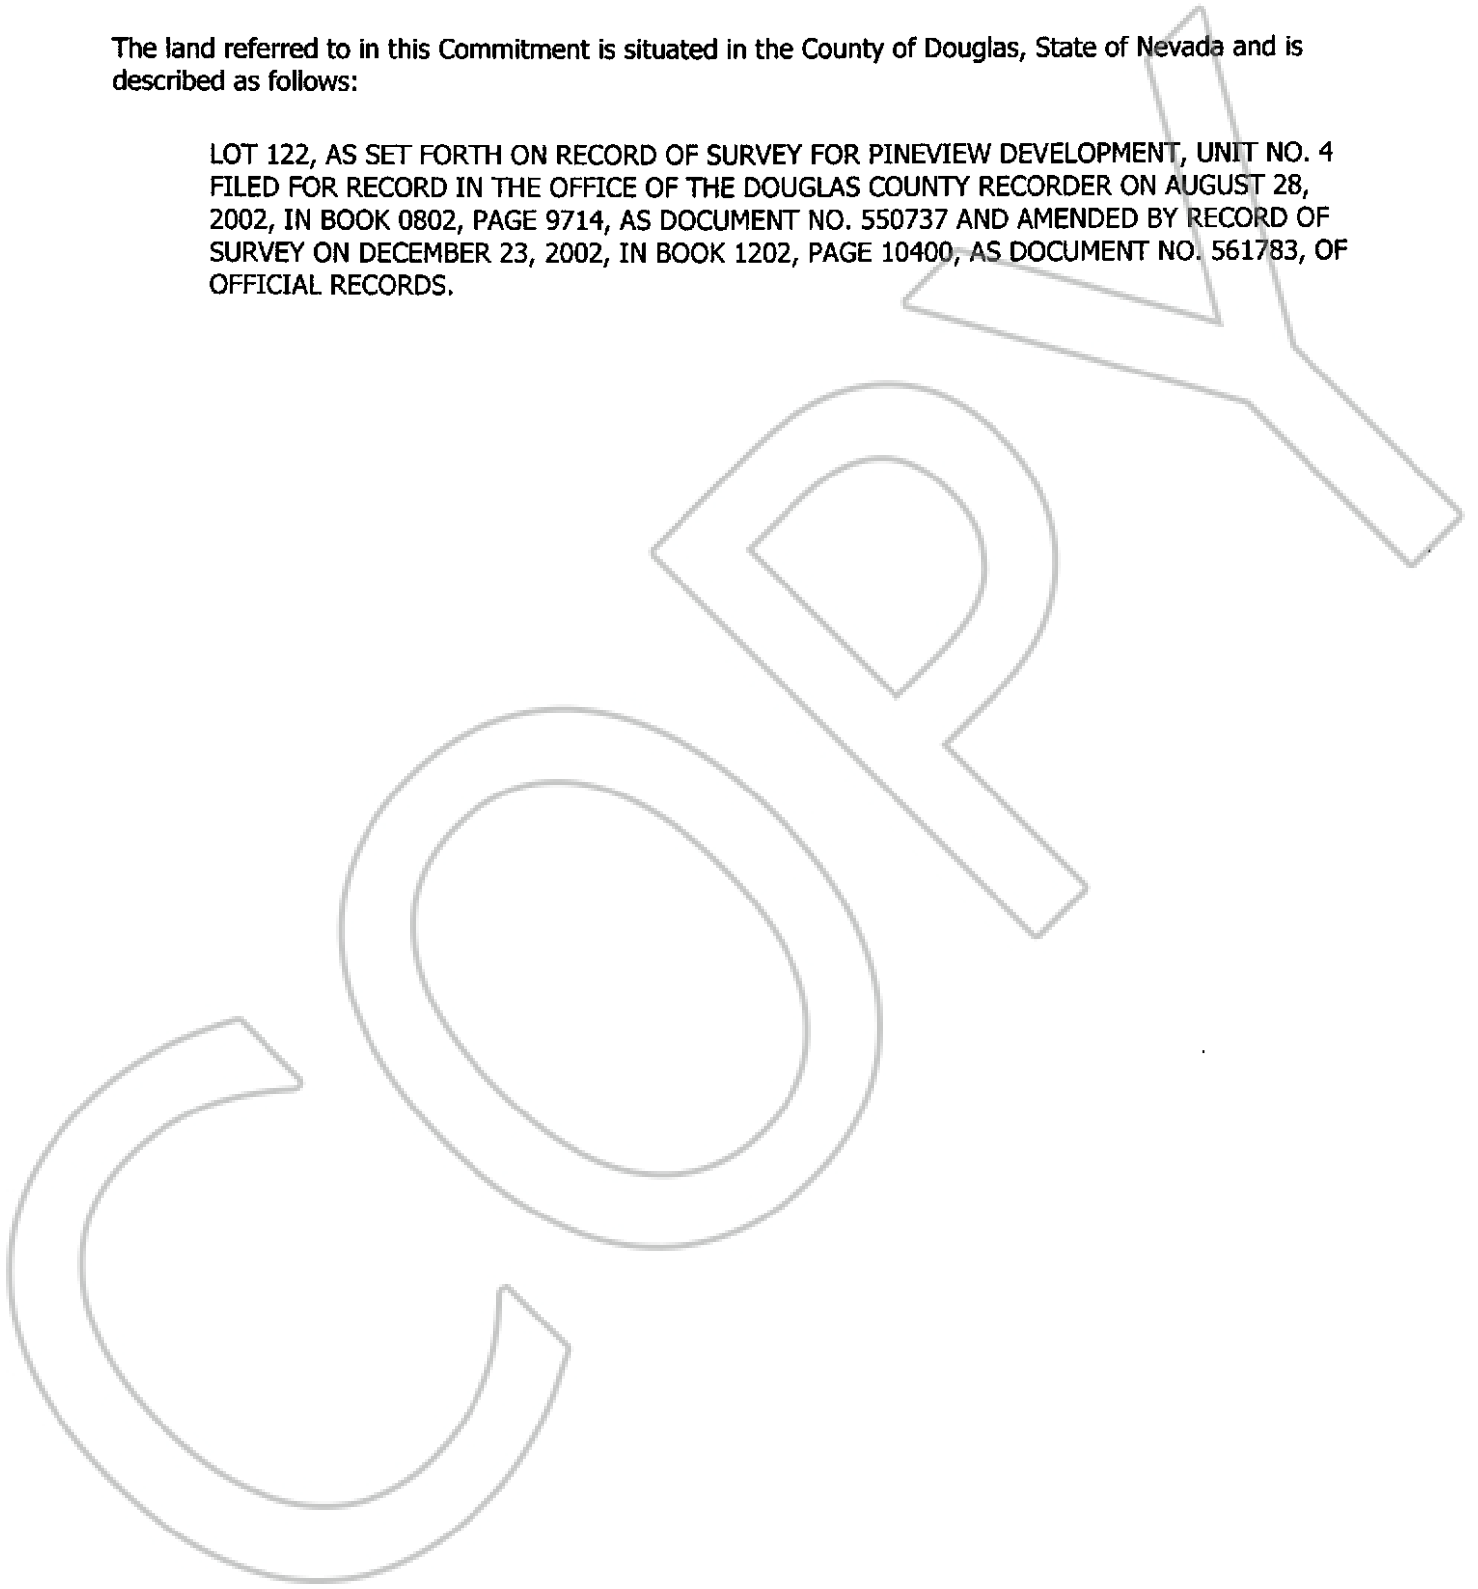 The land referred to in this Commitment is situated in the County of Douglas, State of Nevada and is
described as follows:
LOT 122, AS SET FORTH ON RECORD OF SURVEY FOR PINEVIEW DEVELOPMENT, UNIT NO. 4
FILED FOR RECORD IN THE OFFICE OF THE DOUGLAS COUNTY RECORDER ON AUGUST 28,
2002, IN BOOK 0802, PAGE 9714, AS DOCUMENT NO. 550737 AND AMENDED BY RECORD OF
SURVEY ON DECEMBER 23, 2002, IN BOOK 1202, PAGE 10400, AS DOCUMENT NO. 561783, OF
OFFICIAL RECORDS.
COPY